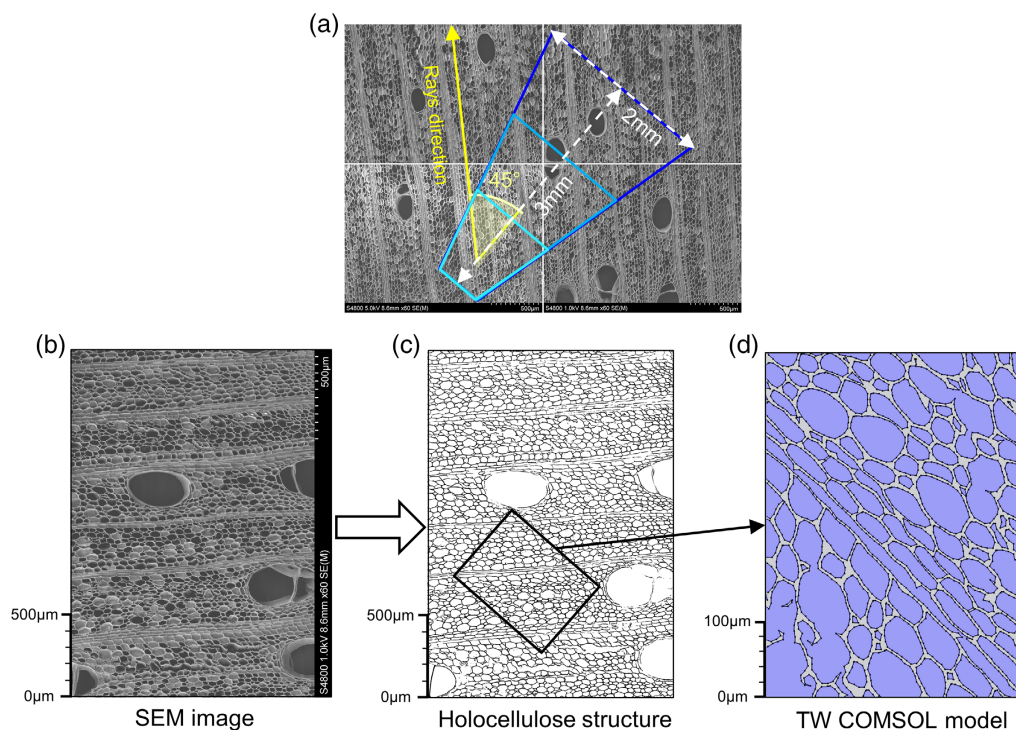 (a)
Rays direction
45°
3mm
2mm
S4800 5.0kV 8.6mm x60 SE(M)
500µm
S4800 1.0kV 8.6mm x60 SE(M)
500µm
(b)
(c)
(d)
500µm
S4800 1.0kV 8.6mm x60 SE(M)
500µm
0µm
500µm
0µm
100µm
0µm
SEM image
Holocellulose structure
TW COMSOL model